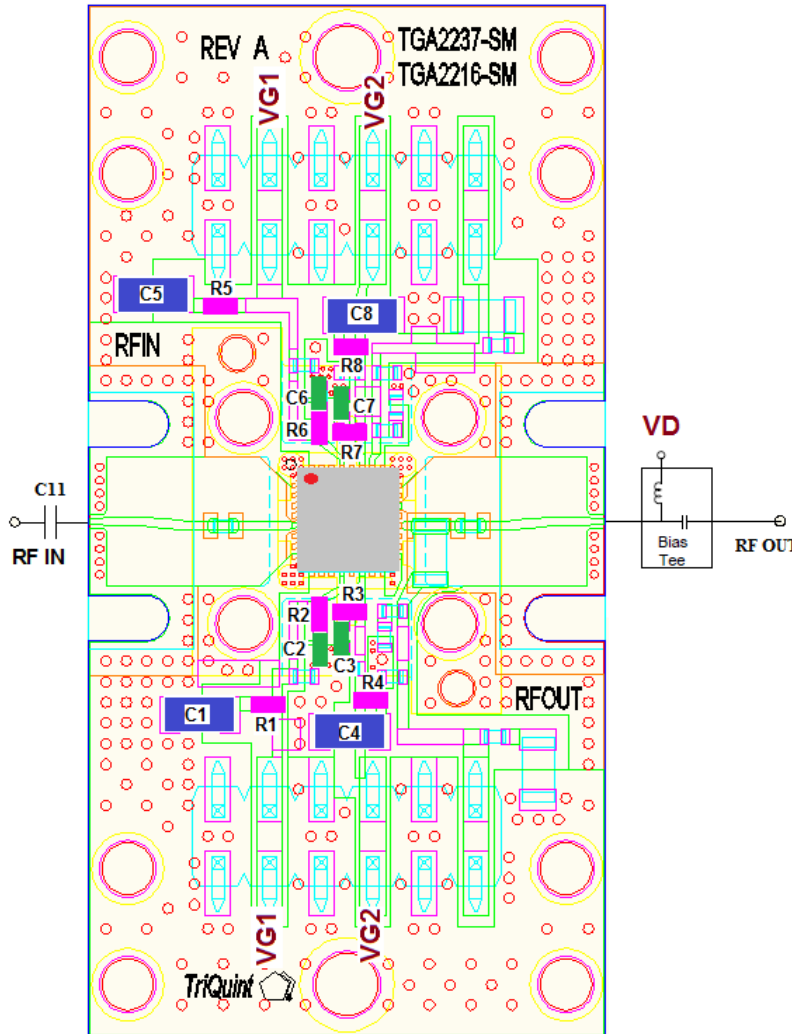 REV A
TGA2237-SM
TGA2216-SM
VG1
VG2
C5
R5
C8
RFIN
R8
C6
C7
R6
R7
VD
C11
RF IN
Bias
Tee
RF OUT
R3
R2
C2
C3
R4
RFOUT
C1
R1
C4
VG1
VG2
TriQuint